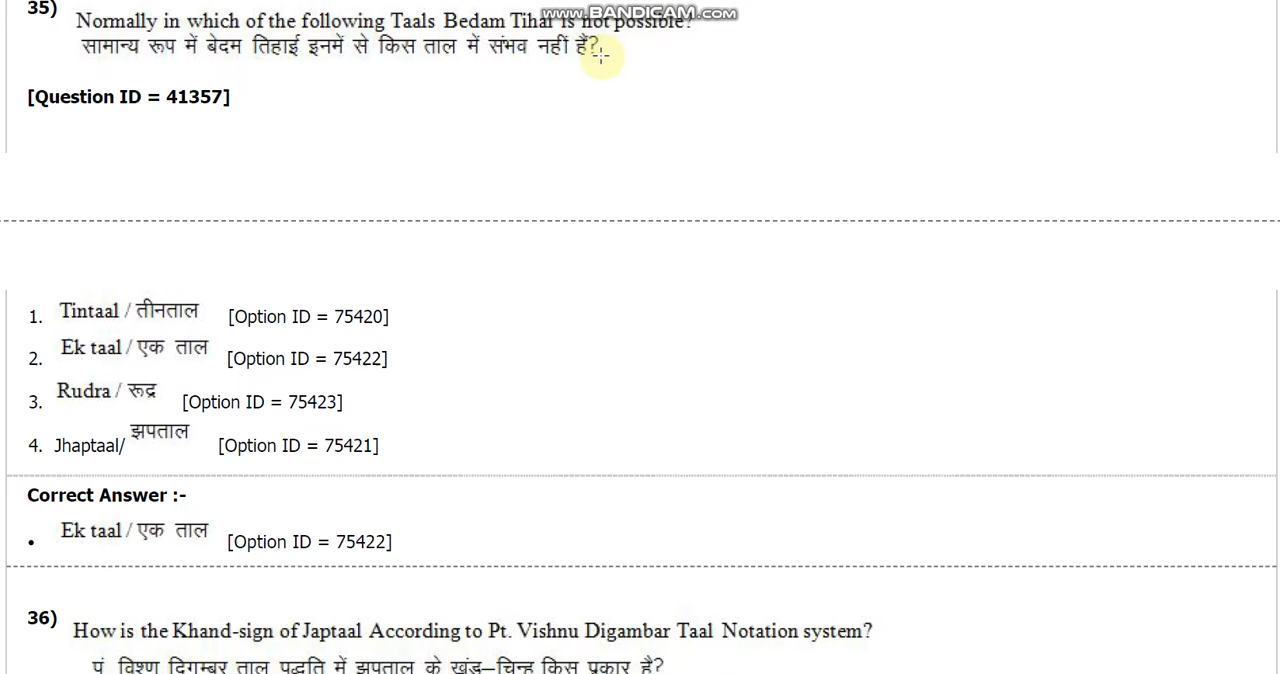 www.BANDICAM.com
35)
Normally in which of the following Taals Bedam Tihai is not possible?
सामान्य रूप में बेदम तिहाई इनमें से किस ताल में संभव नहीं हैं?
[Question ID = 41357]
1. Tintaal / तीनताल [Option ID = 75420]
2. Ek taal / एक ताल [Option ID = 75422]
3. Rudra / रूद्र [Option ID = 75423]
4. Jhaptaal/ झपताल [Option ID = 75421]
Correct Answer :-
• Ek taal / एक ताल [Option ID = 75422]
36)
How is the Khand-sign of Japtaal According to Pt. Vishnu Digambar Taal Notation system?
पं विष्णु दिगम्बर ताल पद्धति में झपताल के खंड–चिन्ह किस प्रकार है?